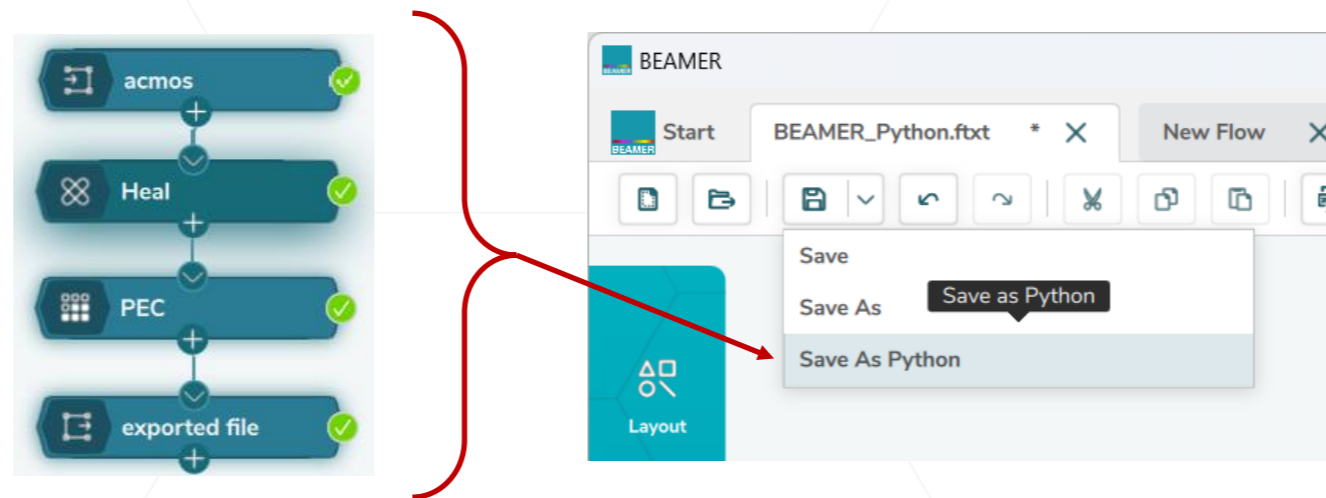 acmos
Heal
PEC
exported file
BEAMER
BEAMER
Start
BEAMER
BEAMER_Python.ftxt * X
New Flow X
Save
Save As
Save as Python
Save As Python
Layout